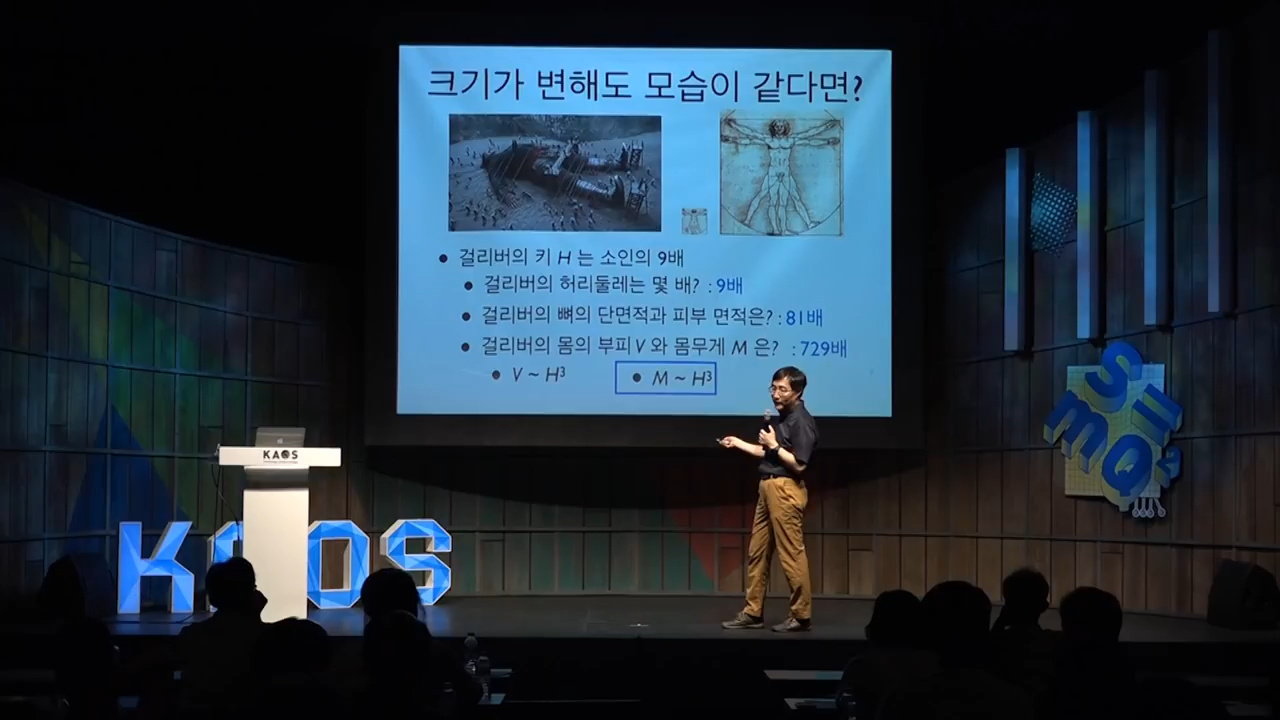 크기가 변해도 모습이 같다면?
• 걸리버의 키 H 는 소인의 9배
• 걸리버의 허리둘레는 몇 배? : 9배
• 걸리버의 뼈의 단면적과 피부 면적은? : 81배
• 걸리버의 몸의 부피 V 와 몸무게 M 은? : 729배
• V ~ H³ • M ~ H³
KAOS
KAOS